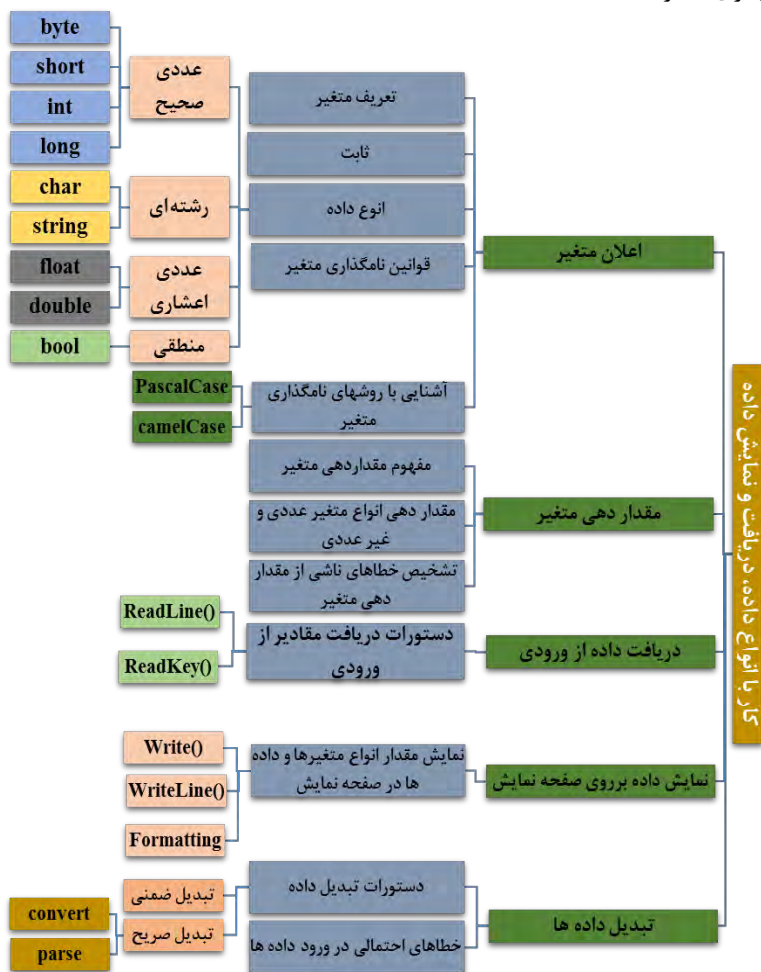 کار با انواع داده، دریافت و نمایش داده
اعلان متغیر
تعریف متغیر
ثابت
انوع داده
عددی
صحیح
byte
short
int
long
رشته‌ای
char
string
عددی
اعشاری
float
double
منطقی
bool
قوانین نامگذاری متغیر
آشنایی با روشهای نامگذاری
متغیر
PascalCase
camelCase
مقدار دهی متغیر
مفهوم مقداردهی متغیر
مقدار دهی انواع متغیر عددی و
غیر عددی
تشخیص خطاهای ناشی از مقدار
دهی متغیر
دریافت داده از ورودی
دستورات دریافت مقادیر از
ورودی
ReadLine()
ReadKey()
نمایش داده برروی صفحه نمایش
نمایش مقدار انواع متغیرها و داده
ها در صفحه نمایش
Write()
WriteLine()
Formatting
تبدیل داده ها
دستورات تبدیل داده
تبدیل ضمنی
تبدیل صریح
convert
parse
خطاهای احتمالی در ورود داده ها